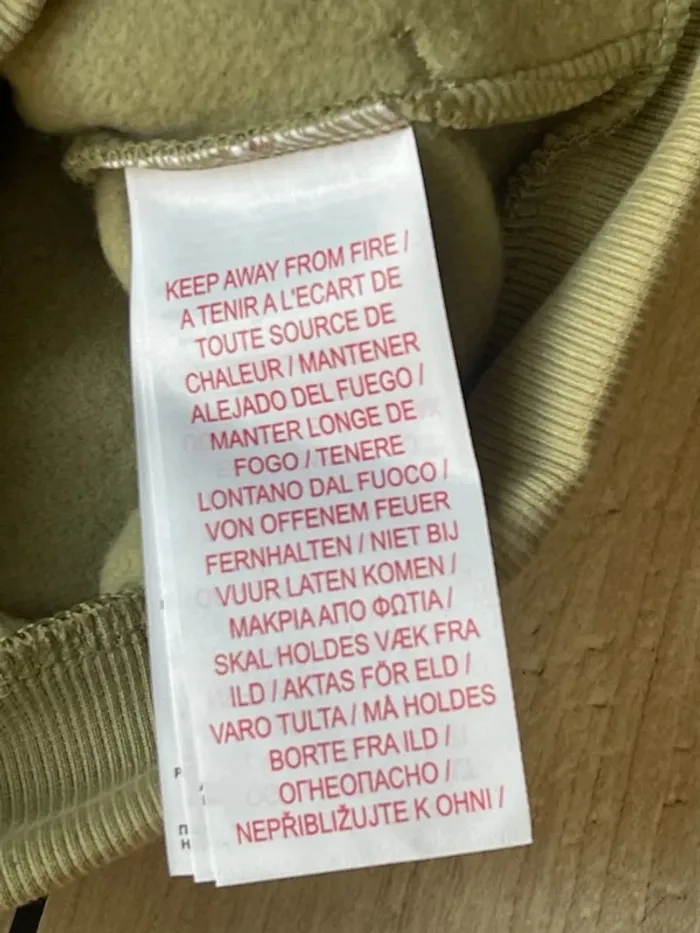 KEEP AWAY FROM FIRE /
A TENIR A L'ECART DE
TOUTE SOURCE DE
CHALEUR / MANTENER
ALEJADO DEL FUEGO /
MANTER LONGE DE
FOGO / TENERE
LONTANO DAL FUOCO /
VON OFFENEM FEUER
FERNHALTEN / NIET BIJ
VUUR LATEN KOMEN /
ΜΑΚΡΙΑ ΑΠΟ ΦΩΤΙΑ /
SKAL HOLDES VÆK FRA
ILD / AKTAS FÖR ELD /
VARO TULTA / MÅ HOLDES
BORTE FRA ILD /
ОГНЕОПАСНО /
NEPŘIBLIŽUJTE K OHNI /